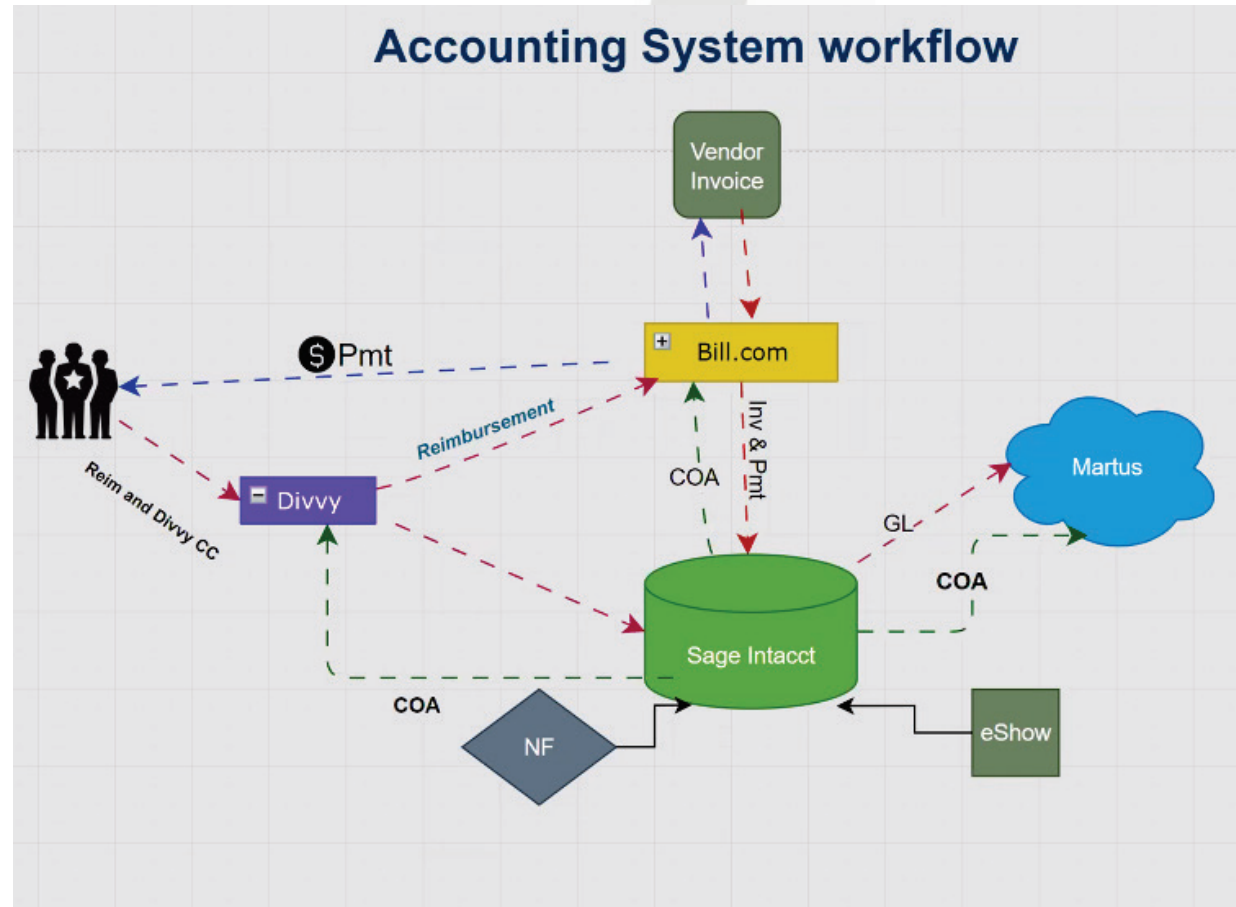 Accounting System workflow
Vendor
Invoice
Bill.com
$ Pmt
Reimbursement
Inv & Pmt
COA
Martus
Reim and Divvy CC
Divvy
GL
COA
Sage Intacct
COA
NF
eShow